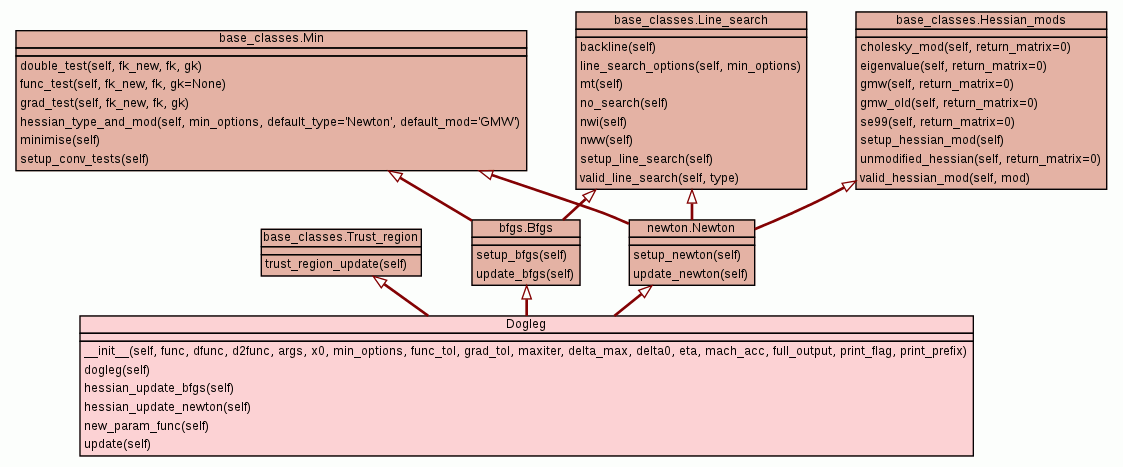 base_classes.Min
double_test(self, fk_new, fk, gk)
func_test(self, fk_new, fk, gk=None)
grad_test(self, fk_new, fk, gk)
hessian_type_and_mod(self, min_options, default_type='Newton', default_mod='GMW')
minimise(self)
setup_conv_tests(self)
base_classes.Line_search
backline(self)
line_search_options(self, min_options)
mt(self)
no_search(self)
nwi(self)
nww(self)
setup_line_search(self)
valid_line_search(self, type)
base_classes.Hessian_mods
cholesky_mod(self, return_matrix=0)
eigenvalue(self, return_matrix=0)
gmw(self, return_matrix=0)
gmw_old(self, return_matrix=0)
se99(self, return_matrix=0)
setup_hessian_mod(self)
unmodified_hessian(self, return_matrix=0)
valid_hessian_mod(self, mod)
base_classes.Trust_region
trust_region_update(self)
bfgs.Bfgs
setup_bfgs(self)
update_bfgs(self)
newton.Newton
setup_newton(self)
update_newton(self)
Dogleg
__init__(self, func, dfunc, d2func, args, x0, min_options, func_tol, grad_tol, maxiter, delta_max, delta0, eta, mach_acc, full_output, print_flag, print_prefix)
dogleg(self)
hessian_update_bfgs(self)
hessian_update_newton(self)
new_param_func(self)
update(self)